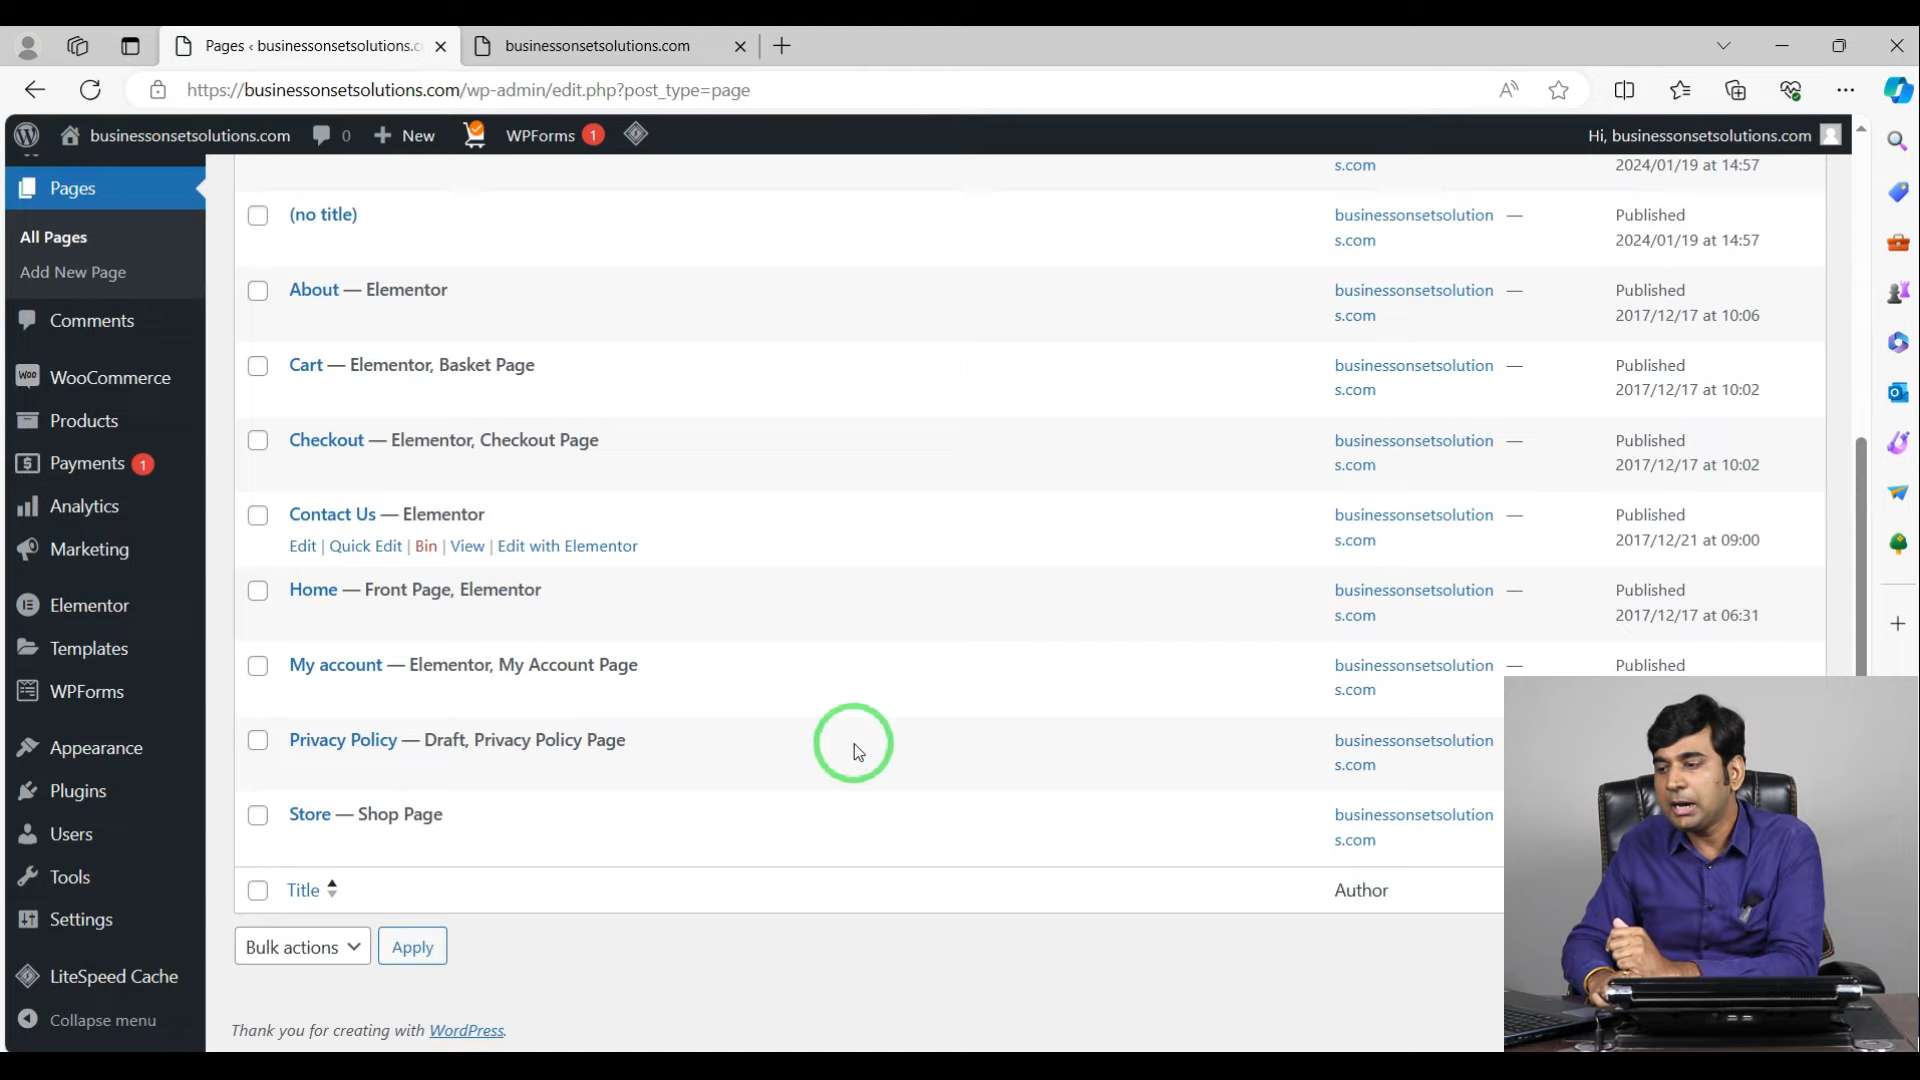 Pages ‹ businessonsetsolutions.c
businessonsetsolutions.com
https://businessonsetsolutions.com/wp-admin/edit.php?post_type=page
businessonsetsolutions.com
0
New
WPForms 1
Hi, businessonsetsolutions.com
Pages
All Pages
Add New Page
Comments
WooCommerce
Products
Payments 1
Analytics
Marketing
Elementor
Templates
WPForms
Appearance
Plugins
Users
Tools
Settings
LiteSpeed Cache
Collapse menu
s.com
2024/01/19 at 14:57
(no title)
businessonsetsolution
s.com
—
Published
2024/01/19 at 14:57
About — Elementor
businessonsetsolution
s.com
—
Published
2017/12/17 at 10:06
Cart — Elementor, Basket Page
businessonsetsolution
s.com
—
Published
2017/12/17 at 10:02
Checkout — Elementor, Checkout Page
businessonsetsolution
s.com
—
Published
2017/12/17 at 10:02
Contact Us — Elementor
Edit | Quick Edit | Bin | View | Edit with Elementor
businessonsetsolution
s.com
—
Published
2017/12/21 at 09:00
Home — Front Page, Elementor
businessonsetsolution
s.com
—
Published
2017/12/17 at 06:31
My account — Elementor, My Account Page
businessonsetsolution
s.com
—
Published
Privacy Policy — Draft, Privacy Policy Page
businessonsetsolution
s.com
Store — Shop Page
businessonsetsolution
s.com
Title
Author
Bulk actions
Apply
Thank you for creating with WordPress.